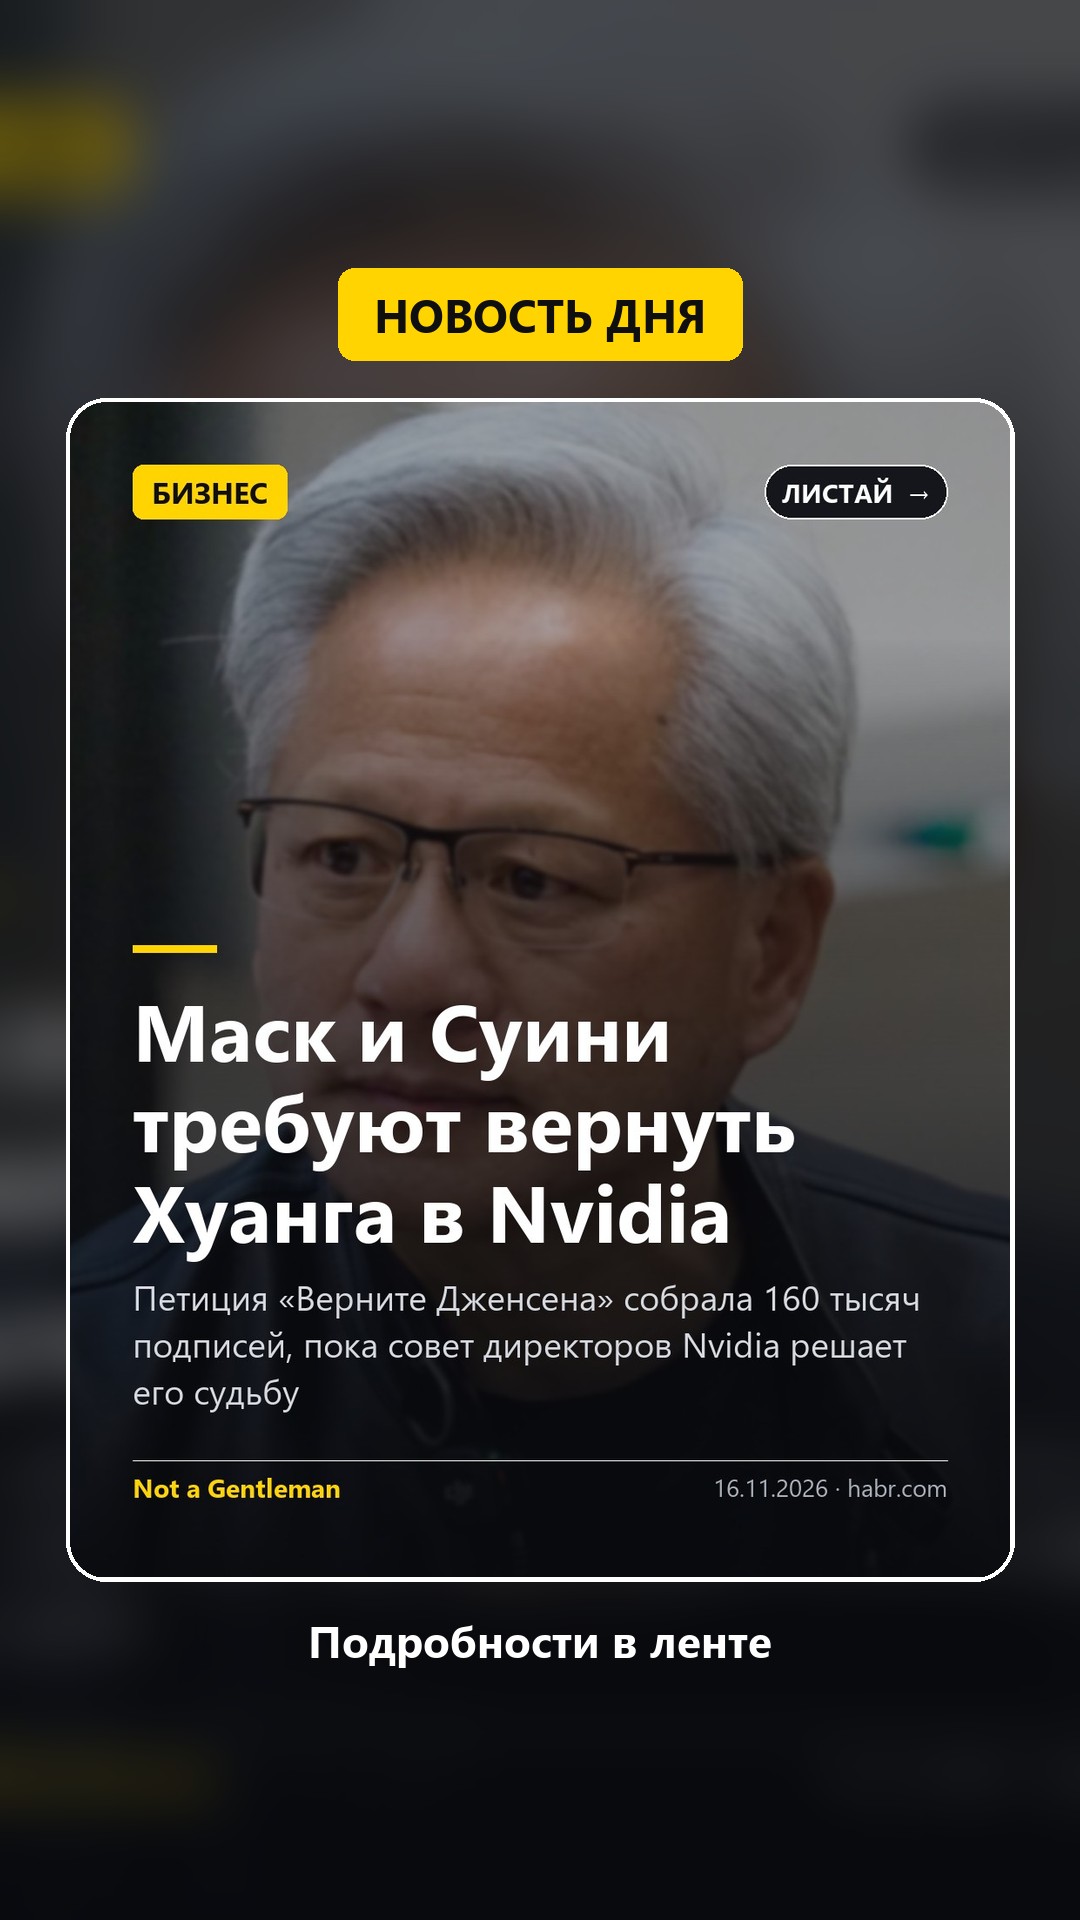 НОВОСТЬ ДНЯ
БИЗНЕС
ЛИСТАЙ →
Маск и Суини
требуют вернуть
Хуанга в Nvidia
Петиция «Верните Дженсена» собрала 160 тысяч
подписей, пока совет директоров Nvidia решает
его судьбу
Not a Gentleman
16.11.2026 · habr.com
Подробности в ленте